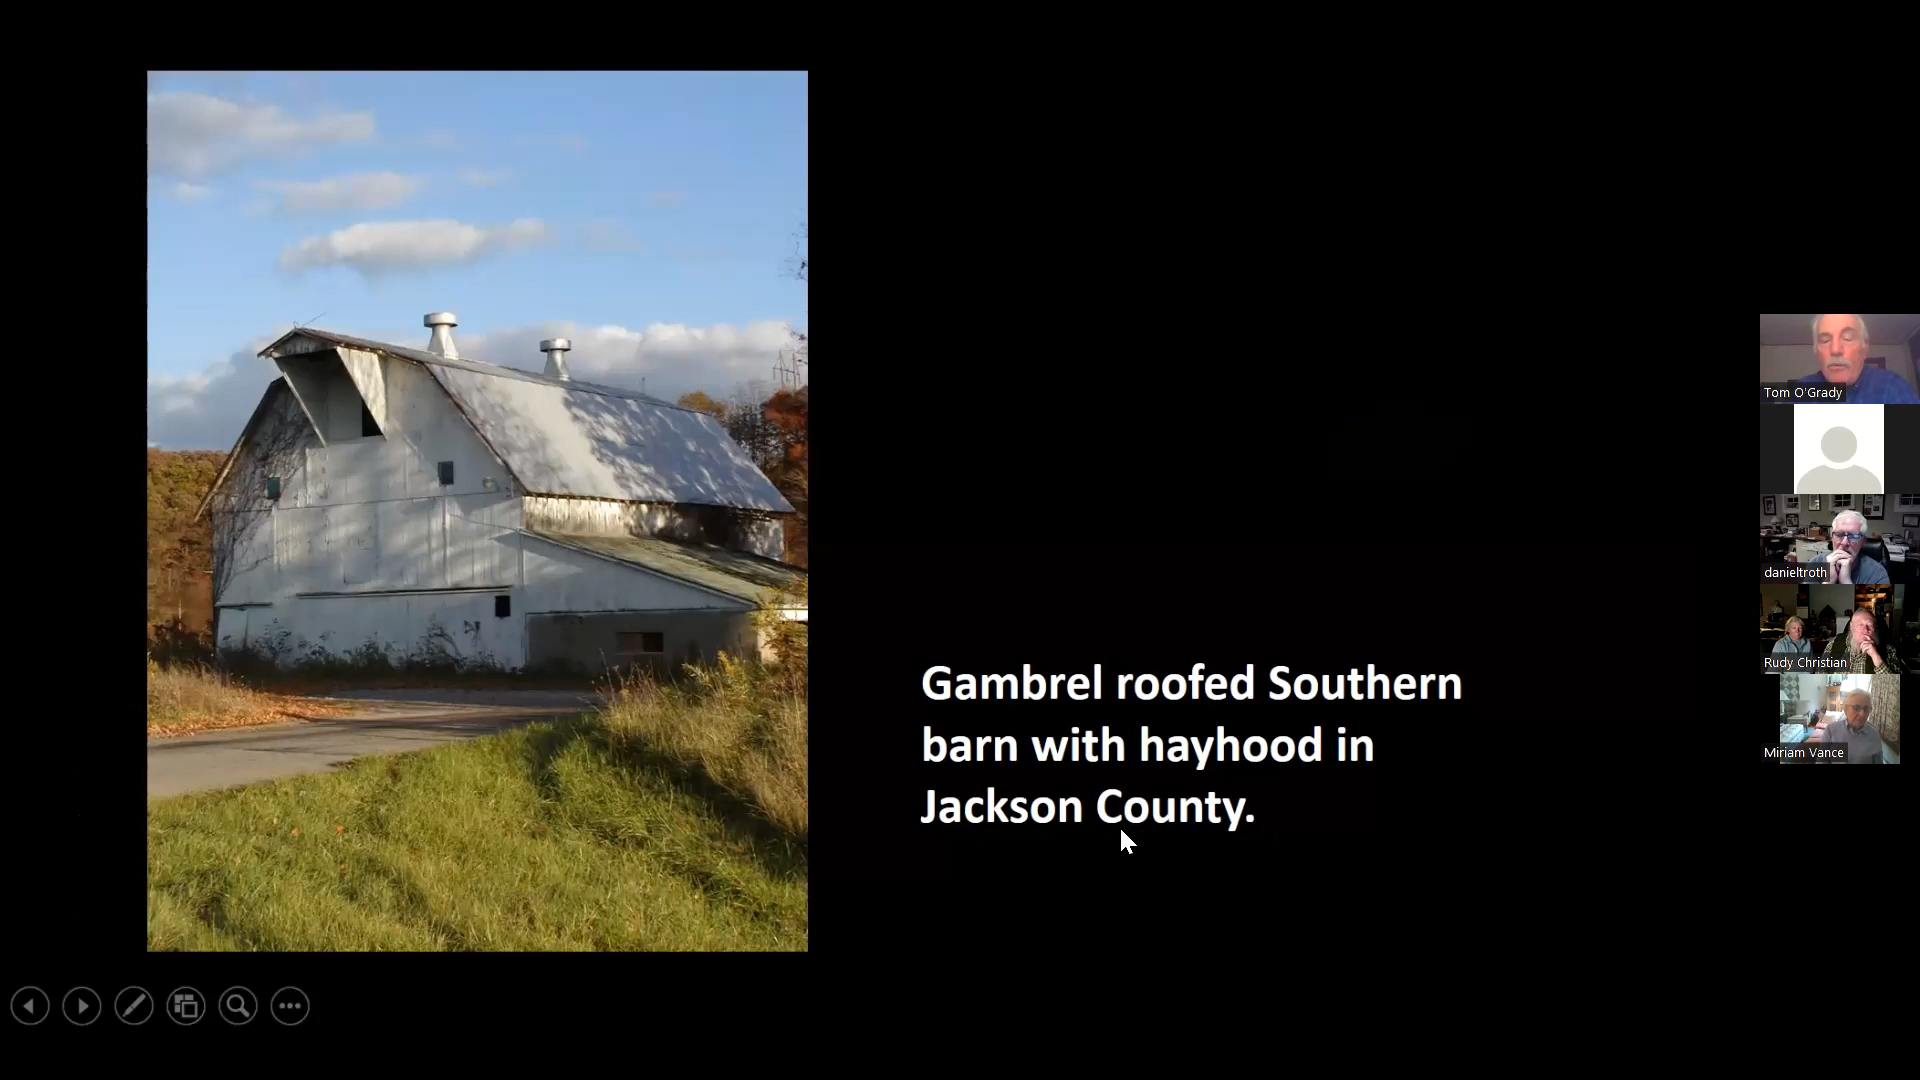 Gambrel roofed Southern
barn with hayhood in
Jackson County.
Tom O'Grady
danieltroth
Rudy Christian
Miriam Vance